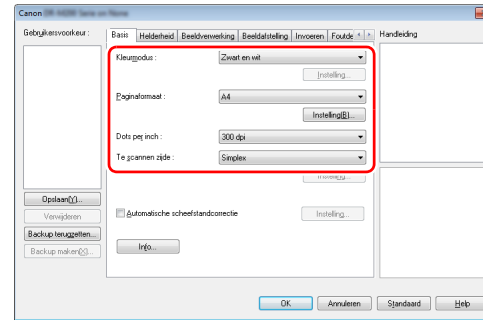 Canon
Gebruikersvoorkeur :
Basis Helderheid Beeldverwerking Beeldafstelling Invoeren Foutde
Handleiding
Kleurmodus : Zwart en wit
Instelling...
Paginaformaat : A4
Instelling(B)...
Dots per inch : 300 dpi
Te scannen zijde : Simplex
Opslaan(Y)...
Verwijderen
Backup terugzetten...
Backup maken(X)...
Automatische scheefstandcorrectie Instelling...
Info...
OK Annuleren Standaard Help